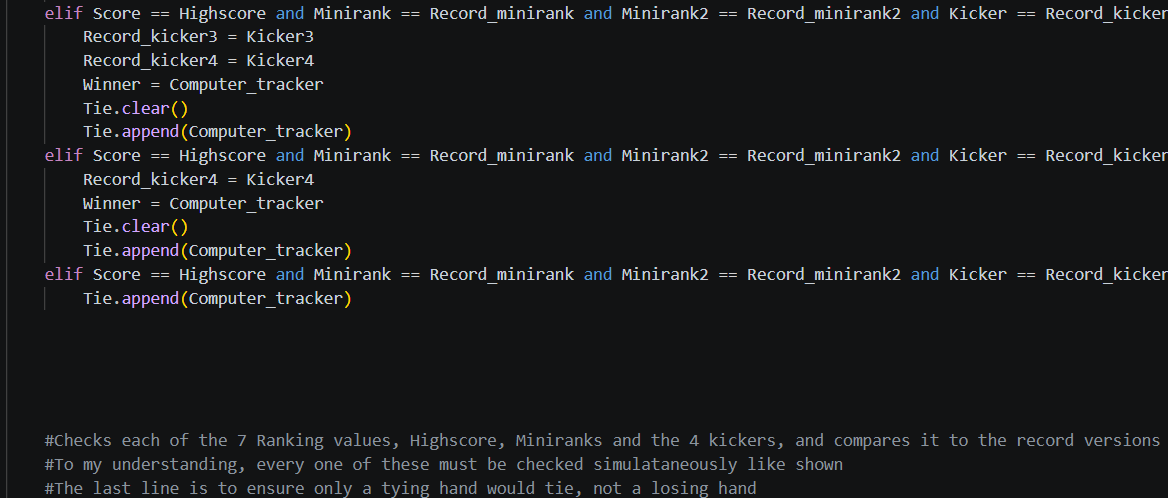 elif Score == Highscore and Minirank == Record_minirank and Minirank2 == Record_minirank2 and Kicker == Record_kicker
Record_kicker3 = Kicker3
Record_kicker4 = Kicker4
Winner = Computer_tracker
Tie.clear()
Tie.append(Computer_tracker)
elif Score == Highscore and Minirank == Record_minirank and Minirank2 == Record_minirank2 and Kicker == Record_kicker
Record_kicker4 = Kicker4
Winner = Computer_tracker
Tie.clear()
Tie.append(Computer_tracker)
elif Score == Highscore and Minirank == Record_minirank and Minirank2 == Record_minirank2 and Kicker == Record_kicker
Tie.append(Computer_tracker)
#Checks each of the 7 Ranking values, Highscore, Miniranks and the 4 kickers, and compares it to the record versions
#To my understanding, every one of these must be checked simulataneously like shown
#The last line is to ensure only a tying hand would tie, not a losing hand